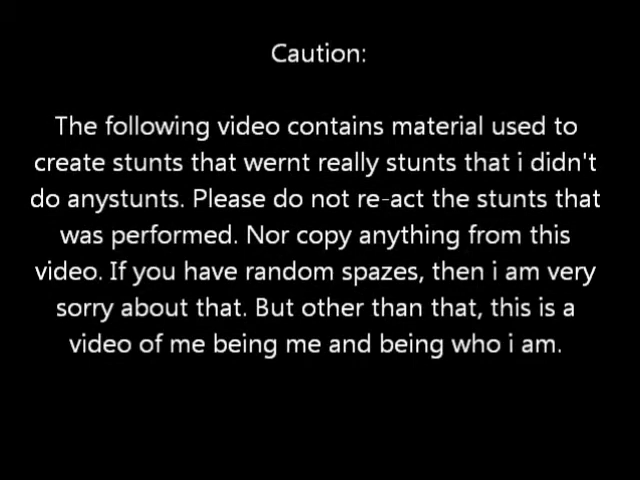 Caution:
The following video contains material used to
create stunts that wernt really stunts that i didn't
do anystunts. Please do not re-act the stunts that
was performed. Nor copy anything from this
video. If you have random spazes, then i am very
sorry about that. But other than that, this is a
video of me being me and being who i am.